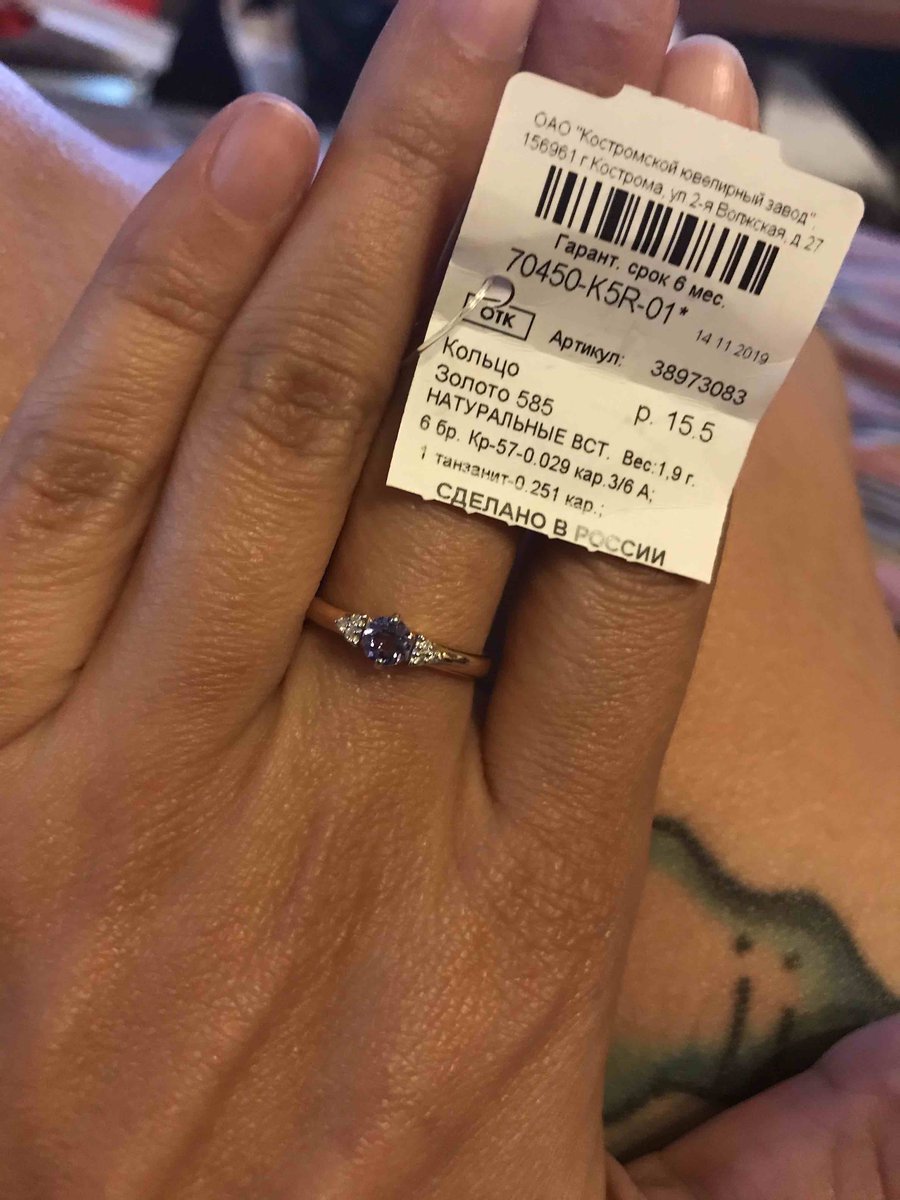 ОАО "Костромской ювелирный завод",
156961 г Кострома, ул 2-я Волжская, д 27
Гарант. срок 6 мес.
70450-K5R-01*
14 11 2019
ОТК
Артикул: 38973083
Кольцо
Золото 585 р. 15.5
НАТУРАЛЬНЫЕ ВСТ. Вес:1,9 г.
6 бр. Кр-57-0.029 кар.3/6 А;
1 танзанит-0.251 кар.;
СДЕЛАНО В РОССИИ